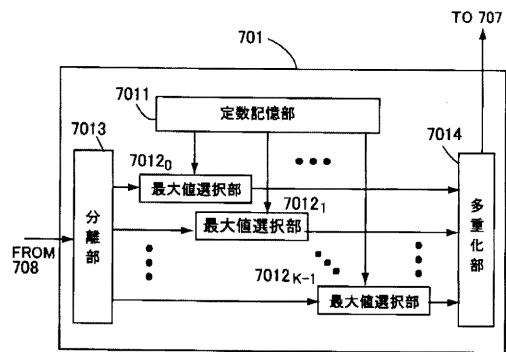 TO 707
701
7011
定数記憶部
7013
7014
7012₀
最大値選択部
7012₁
最大値選択部
分離部
多重化部
FROM 708
7012K-1
最大値選択部